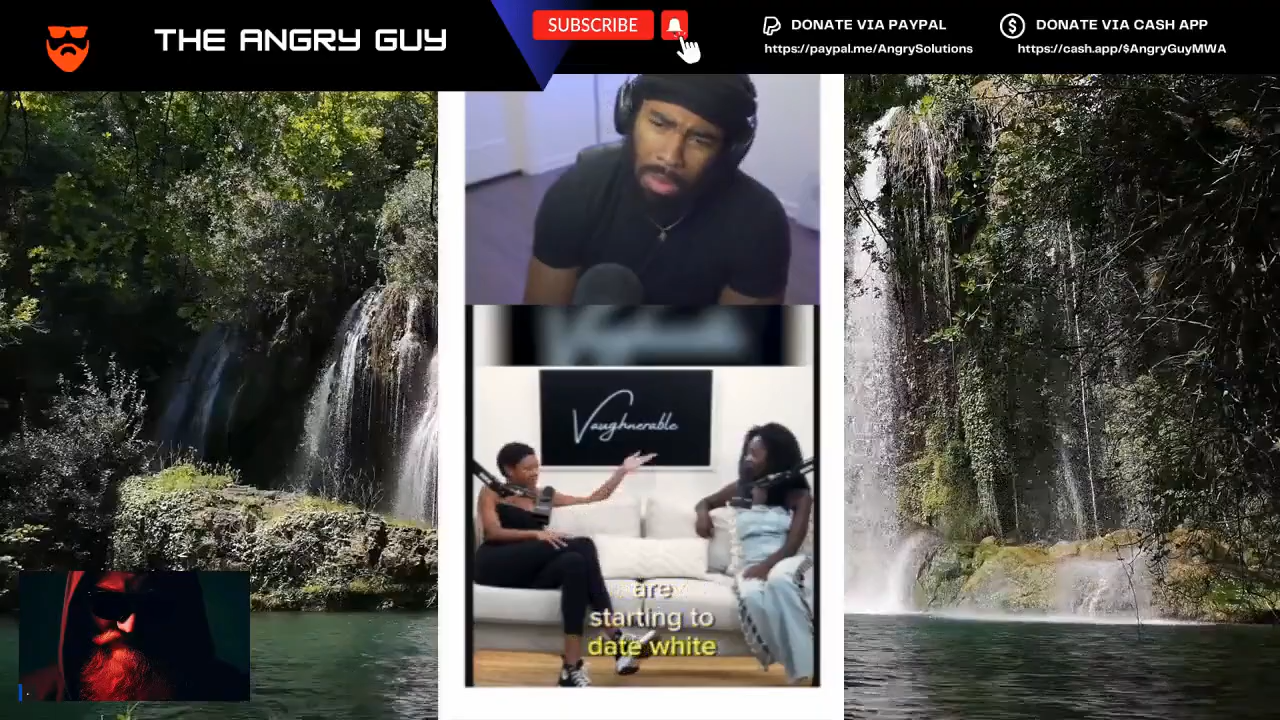 THE ANGRY GUY
SUBSCRIBE
DONATE VIA PAYPAL
https://paypal.me/AngrySolutions
DONATE VIA CASH APP
https://cash.app/$AngryGuyMWA
Vaughnerable
are
starting to
date white